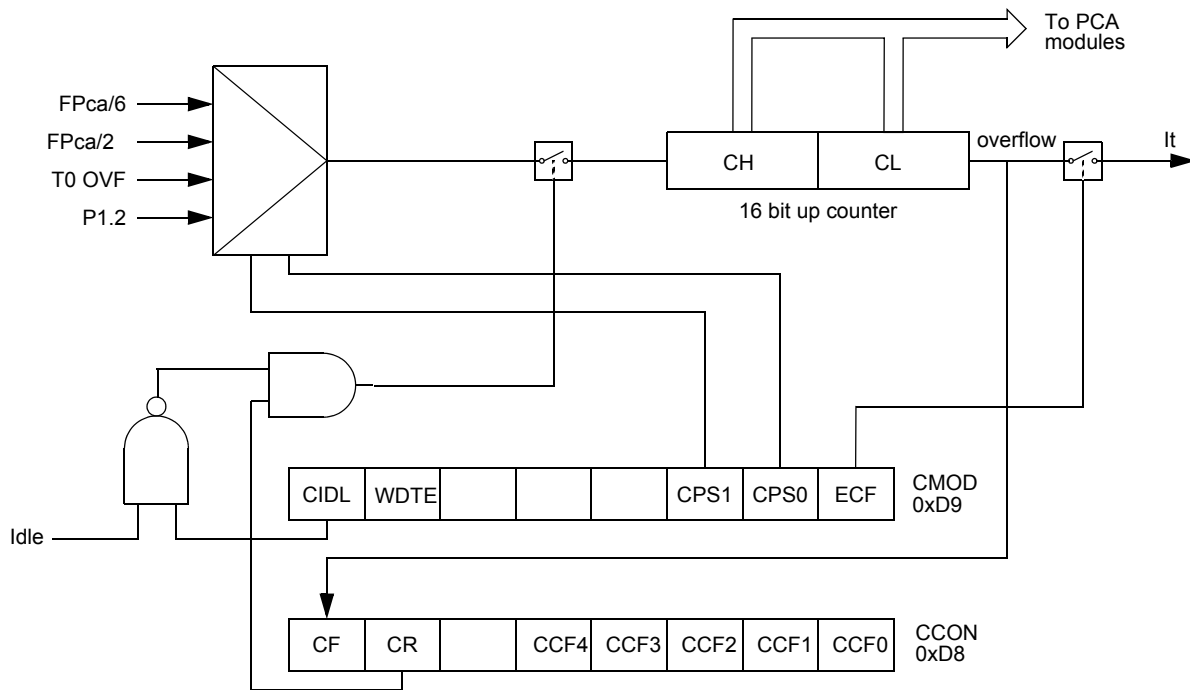 To PCA
modules
FPca/6
FPca/2
T0 OVF
P1.2
overflow
It
CH
CL
16 bit up counter
CIDL
WDTE
CPS1
CPS0
ECF
CMOD
0xD9
Idle
CF
CR
CCF4
CCF3
CCF2
CCF1
CCF0
CCON
0xD8